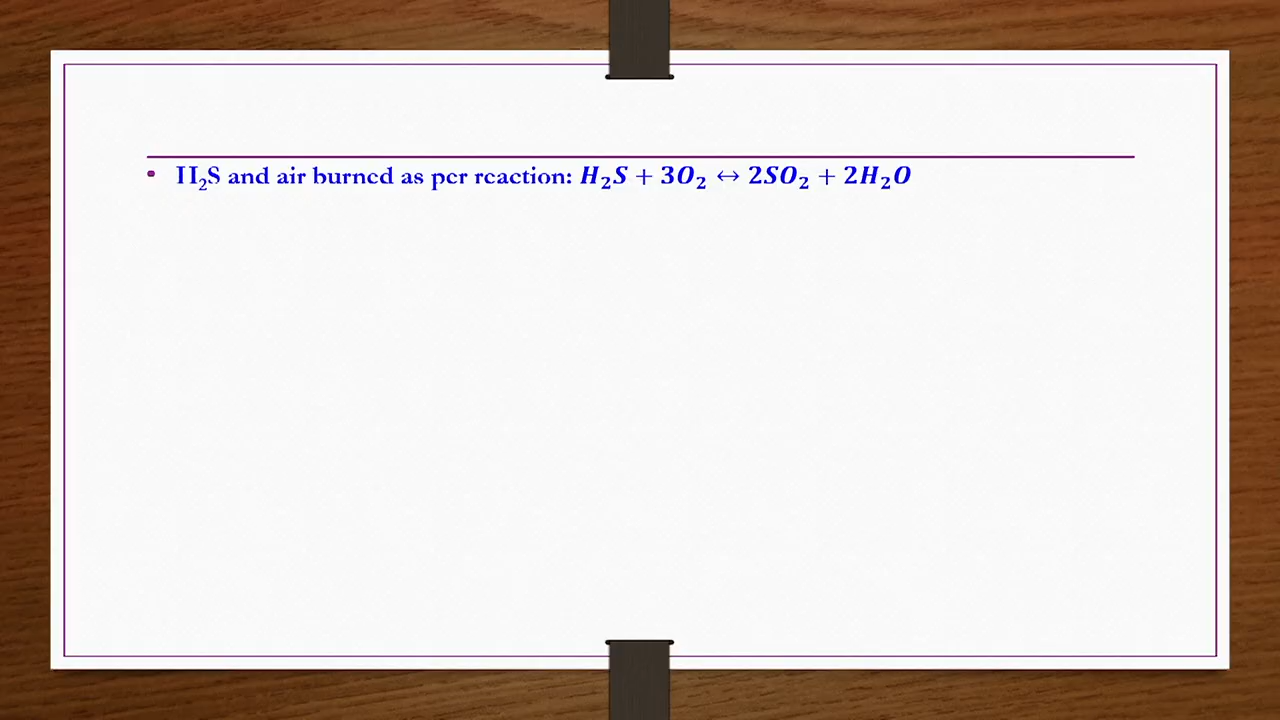 • H₂S and air burned as per reaction: H₂S + 3O₂ ↔ 2SO₂ + 2H₂O